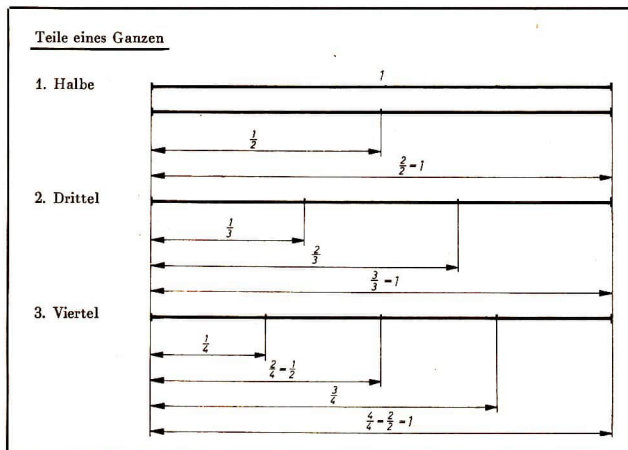 Teile eines Ganzen
1
1. Halbe
1/2
2/2 = 1
2. Drittel
1/3
2/3
3/3 = 1
3. Viertel
1/4
2/4 = 1/2
3/4
4/4 = 2/2 = 1